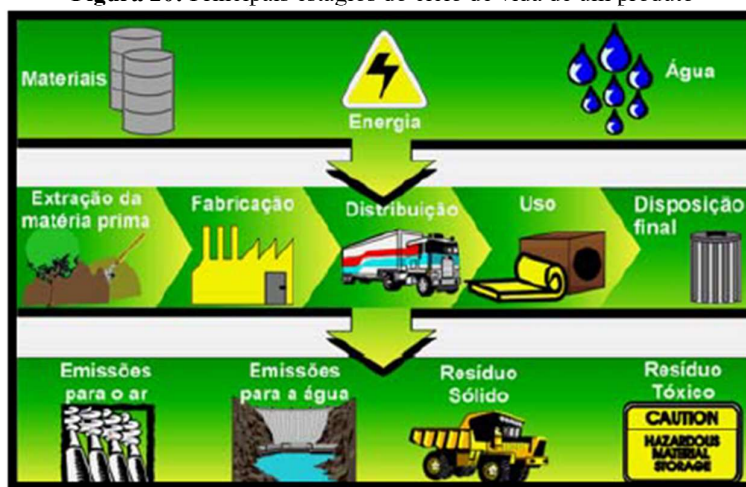 Figura 20: Principais estágios do ciclo de vida de um produto
Materiais
Energia
Água
Extração da
matéria prima
Fabricação
Distribuição
Uso
Disposição
final
Emissões
para o ar
Emissões
para a água
Resíduo
Sólido
Resíduo
Tóxico
CAUTION
HAZARDOUS
MATERIAL
STORAGE